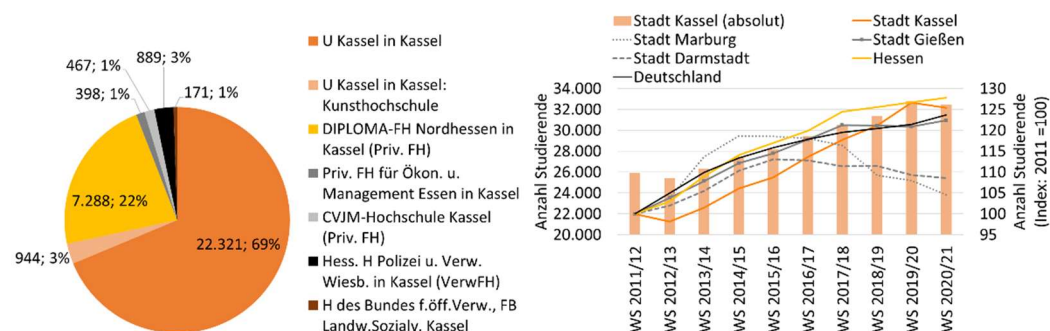 889; 3%
467; 1%
171; 1%
398; 1%
7.288; 22%
944; 3%
22.321; 69%
U Kassel in Kassel
U Kassel in Kassel:
Kunsthochschule
DIPLOMA-FH Nordhessen in
Kassel (Priv. FH)
Priv. FH für Ökon. u.
Management Essen in Kassel
CVJM-Hochschule Kassel
(Priv. FH)
Hess. H Polizei u. Verw.
Wiesb. in Kassel (VerwFH)
H des Bundes f.öff.Verw., FB
Landw.Sozialv. Kassel
Stadt Kassel (absolut)
Stadt Kassel
Stadt Marburg
Stadt Gießen
Stadt Darmstadt
Hessen
Deutschland
Anzahl Studierende
34.000
32.000
30.000
28.000
26.000
24.000
22.000
20.000
130
125
120
115
110
105
100
95
Anzahl Studierende
(Index: 2011 =100)
WS 2011/12
WS 2012/13
WS 2013/14
WS 2014/15
WS 2015/16
WS 2016/17
WS 2017/18
WS 2018/19
WS 2019/20
WS 2020/21